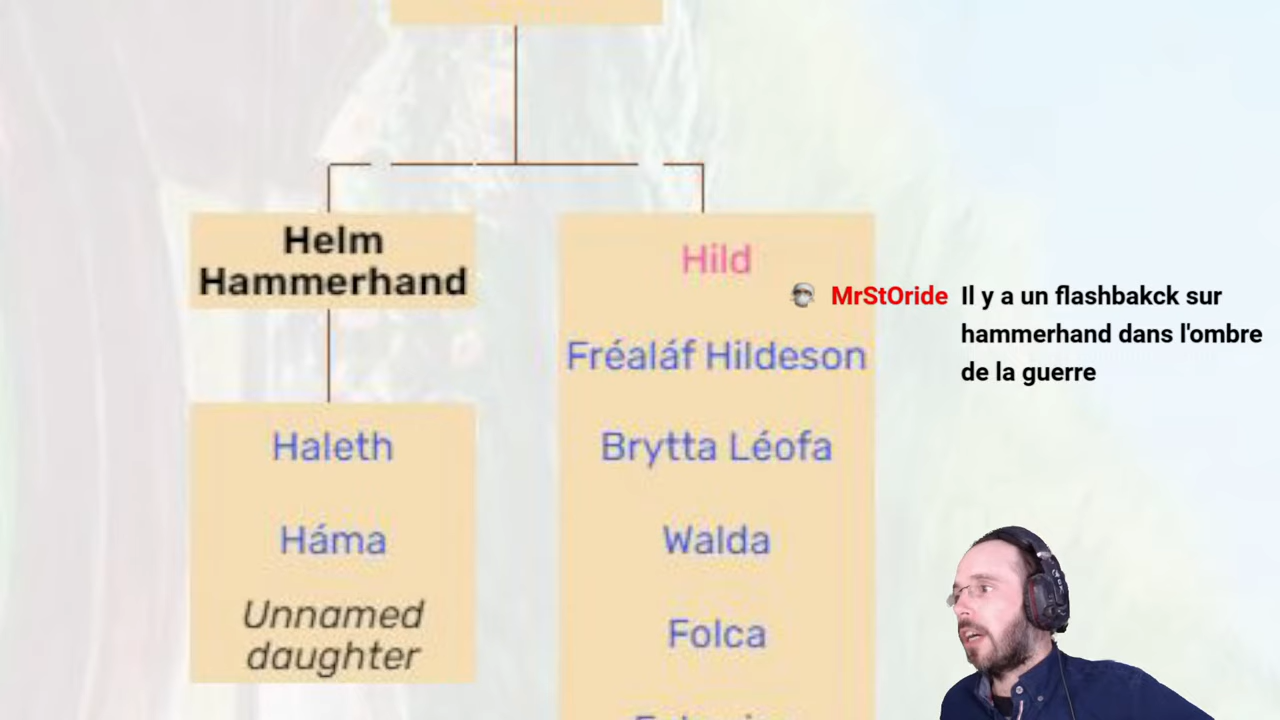 Helm
Hammerhand
Haleth
Háma
Unnamed
daughter
Hild
Fréaláf Hildeson
Brytta Léofa
Walda
Folca
MrStOride Il y a un flashbakck sur
hammerhand dans l'ombre
de la guerre